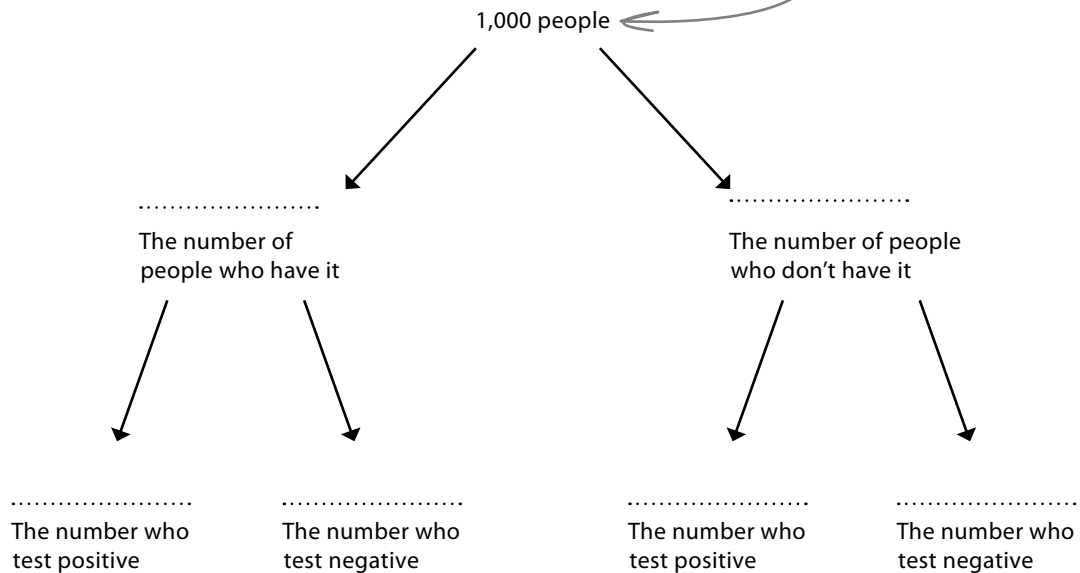 1,000 people
The number of
people who have it
The number of people
who don't have it
The number who
test positive
The number who
test negative
The number who
test positive
The number who
test negative